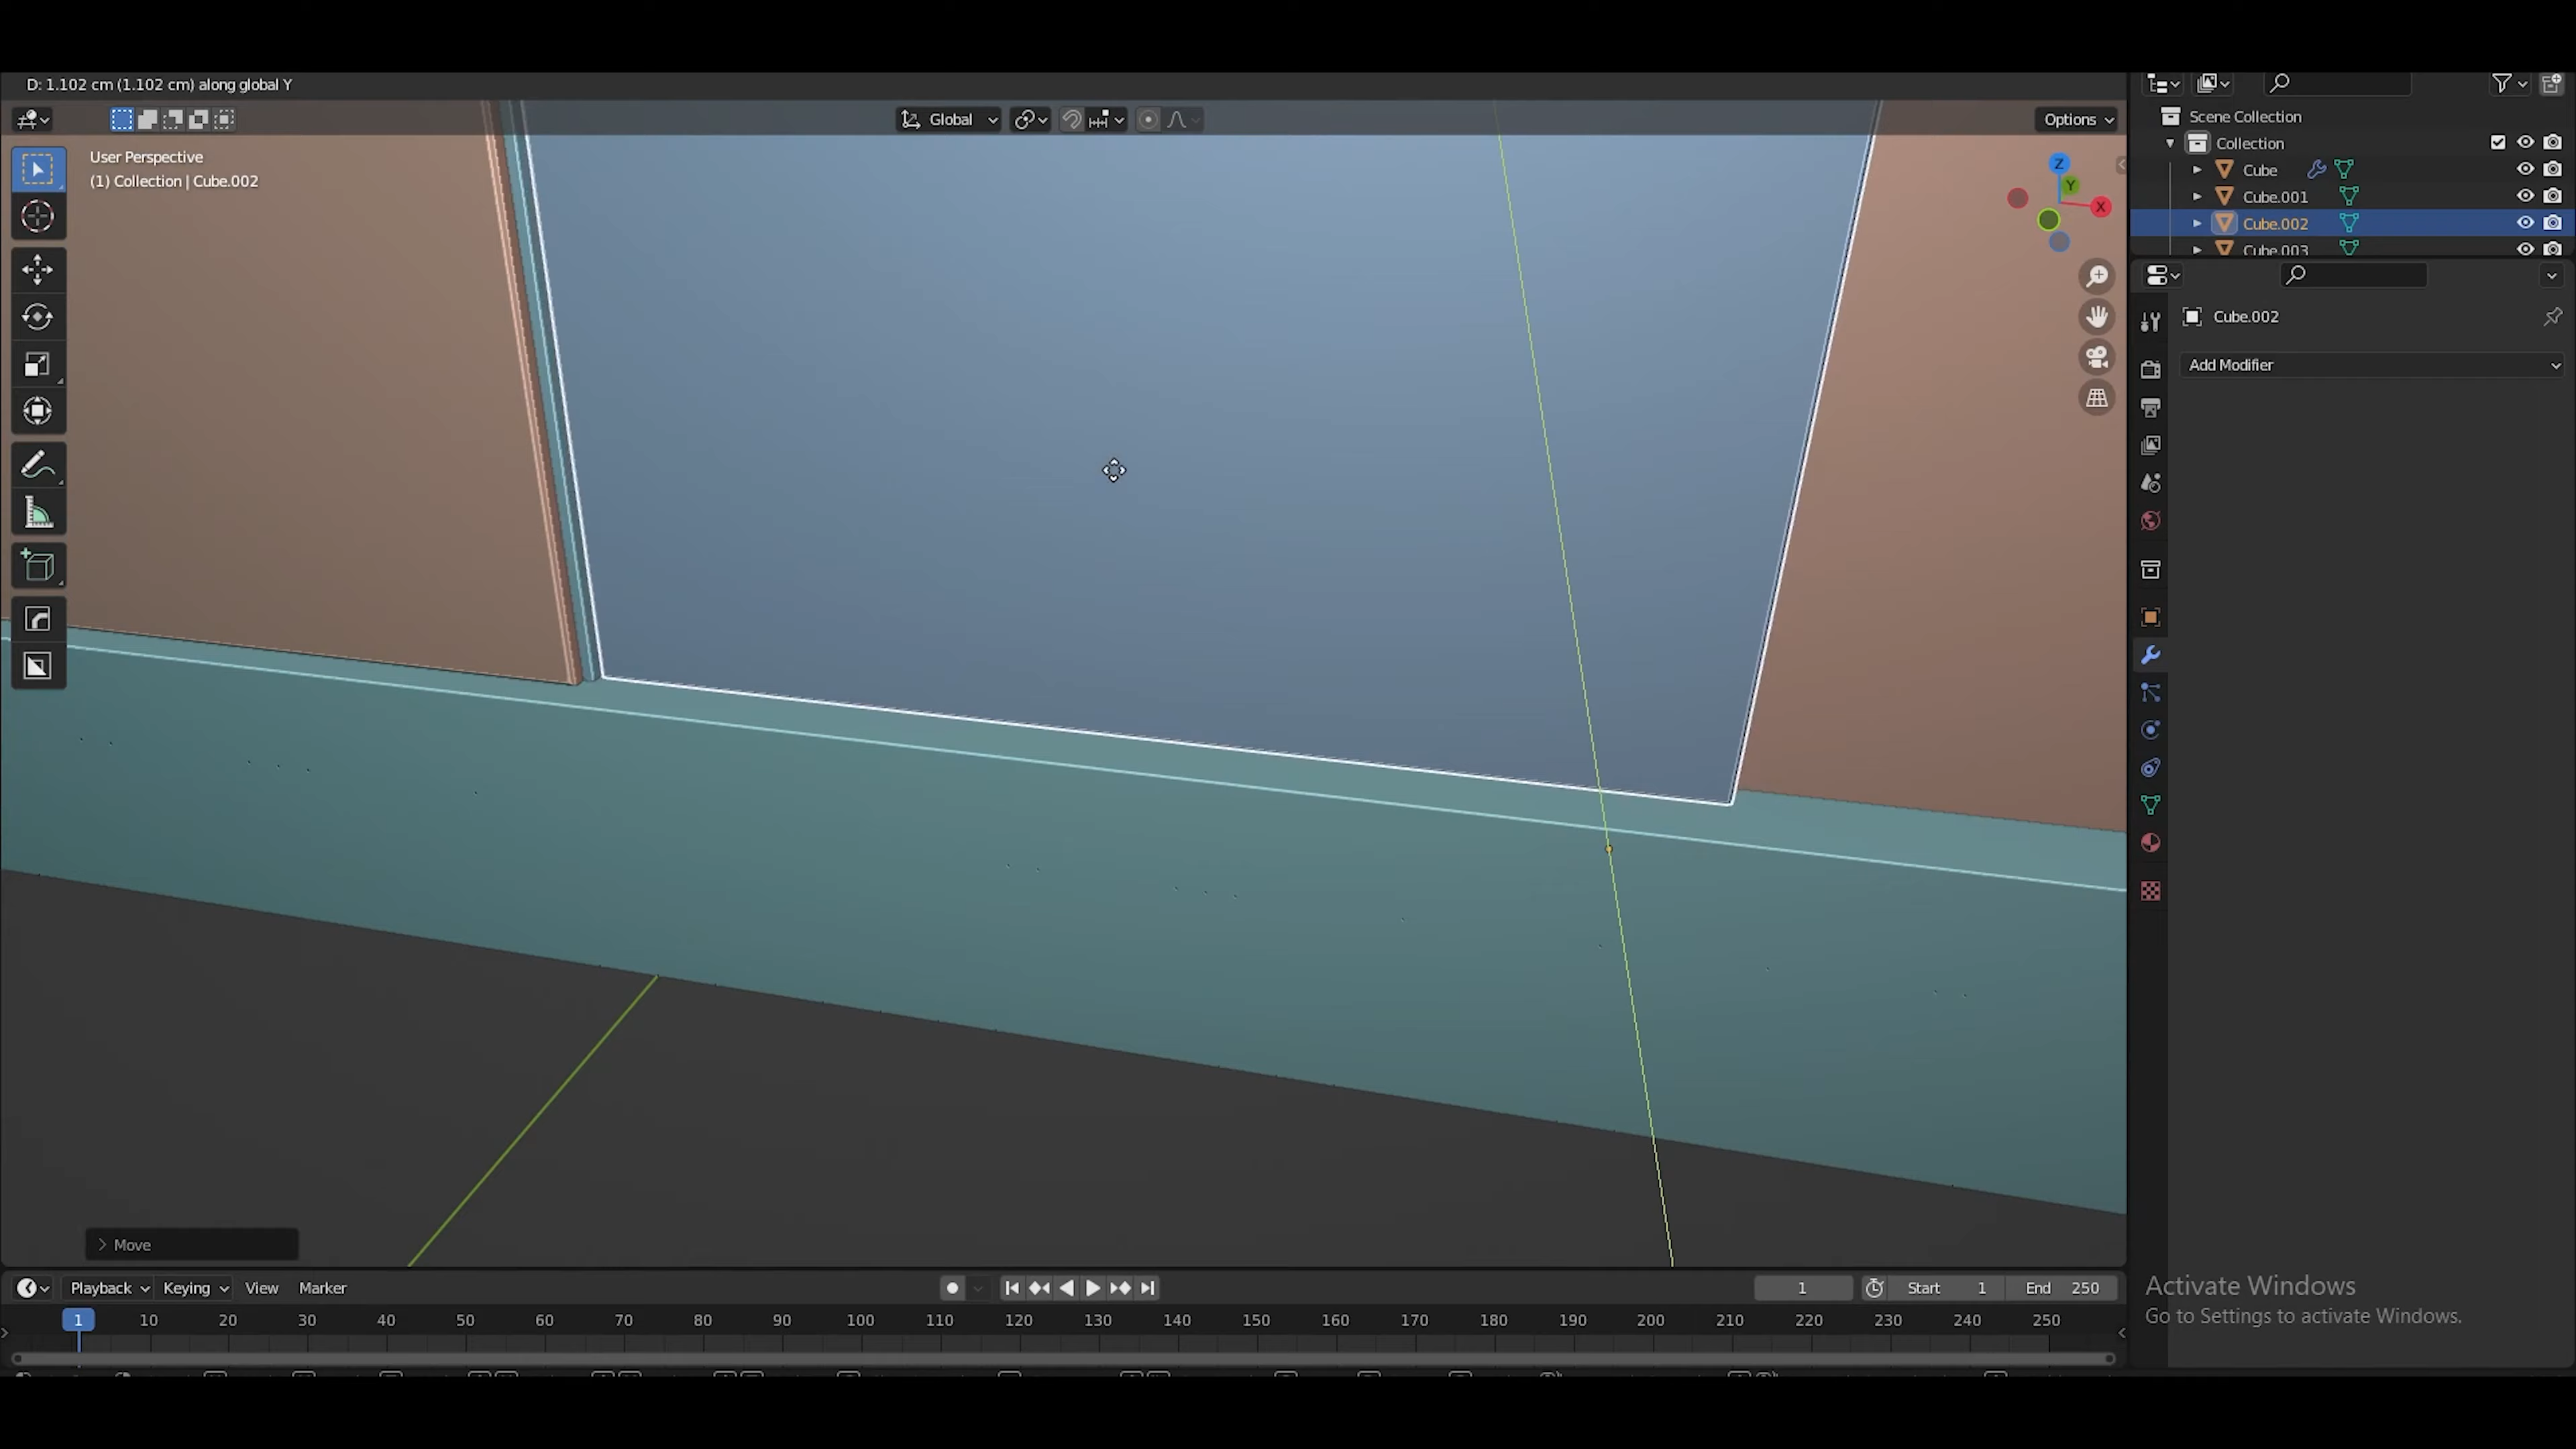 D: 1.102 cm (1.102 cm) along global Y
Global
Options
User Perspective
(1) Collection | Cube.002
Z
Y
X
Scene Collection
Collection
Cube
Cube.001
Cube.002
Cube.003
Cube.002
Add Modifier
Move
Playback
Keying
View
Marker
1
Start 1
End 250
1 10 20 30 40 50 60 70 80 90 100 110 120 130 140 150 160 170 180 190 200 210 220 230 240 250
Activate Windows
Go to Settings to activate Windows.